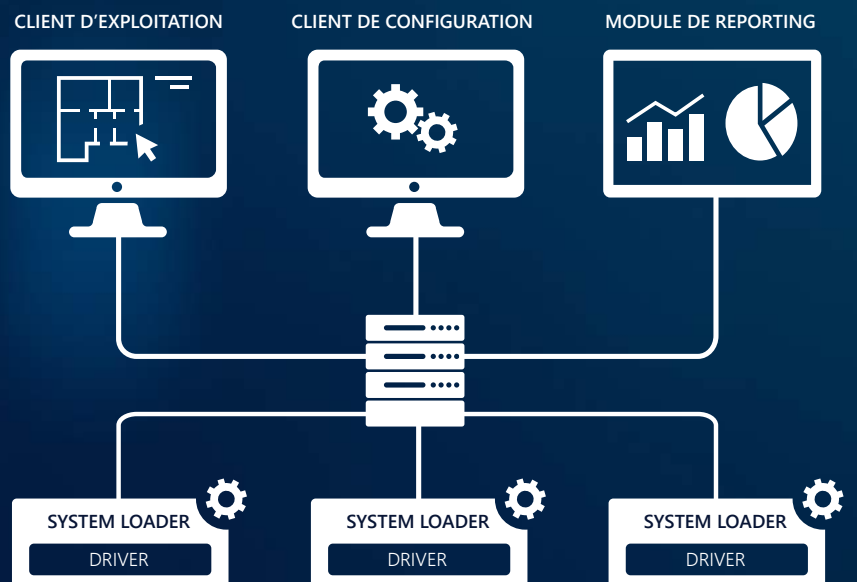 CLIENT D’EXPLOITATION
CLIENT DE CONFIGURATION
MODULE DE REPORTING
SYSTEM LOADER
DRIVER
SYSTEM LOADER
DRIVER
SYSTEM LOADER
DRIVER